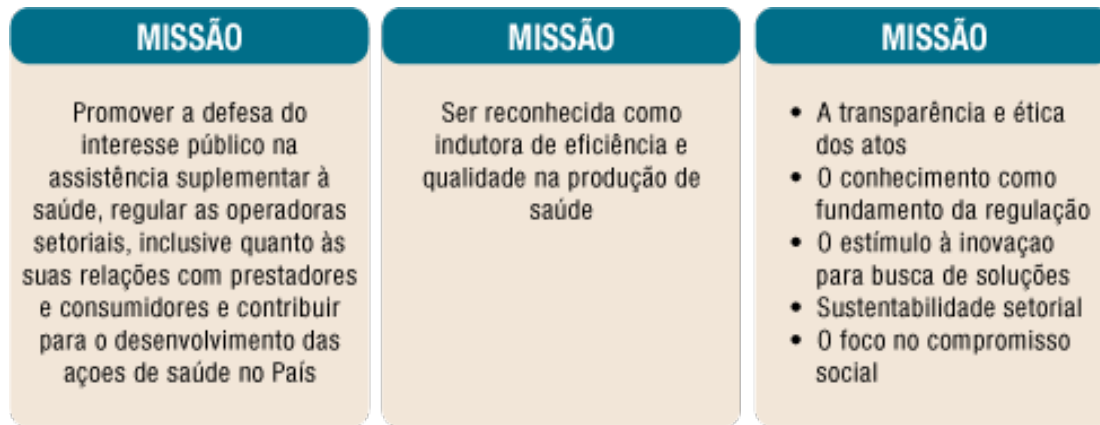 MISSÃO
Promover a defesa do
interesse público na
assistência suplementar à
saúde, regular as operadoras
setoriais, inclusive quanto às
suas relações com prestadores
e consumidores e contribuir
para o desenvolvimento das
açoes de saúde no País
MISSÃO
Ser reconhecida como
indutora de eficiência e
qualidade na produção de
saúde
MISSÃO
• A transparência e ética
dos atos
• O conhecimento como
fundamento da regulação
• O estímulo à inovaçao
para busca de soluções
• Sustentabilidade setorial
• O foco no compromisso
social